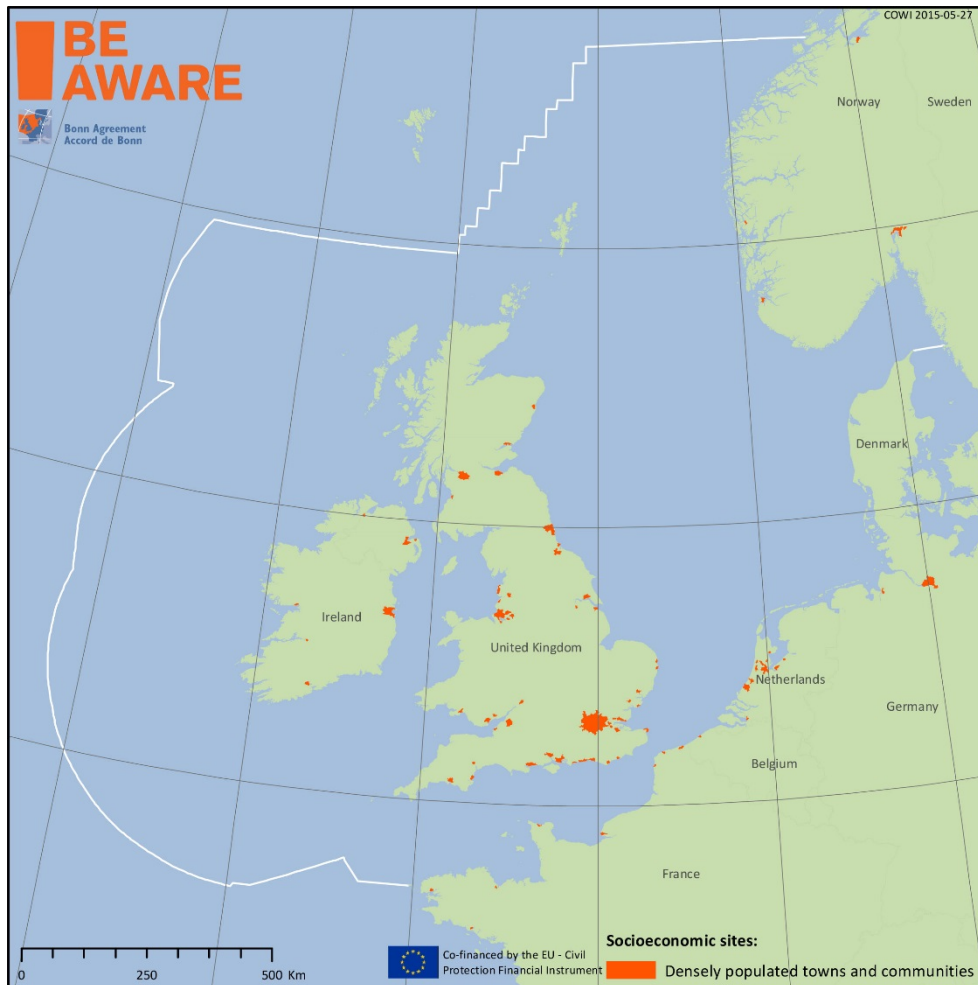 COWI 2015-05-27
BE
AWARE
Bonn Agreement
Accord de Bonn
Norway
Sweden
Denmark
Ireland
United Kingdom
Netherlands
Germany
Belgium
France
0
250
500 Km
Co-financed by the EU - Civil
Protection Financial Instrument
Socioeconomic sites:
Densely populated towns and communities